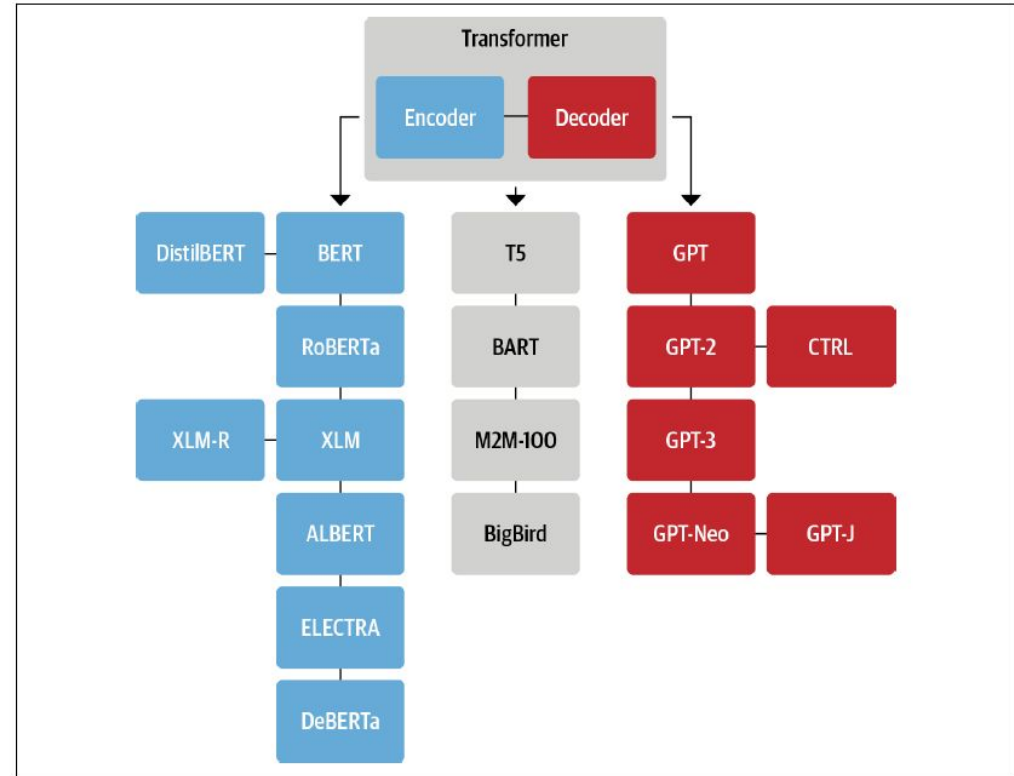 Transformer
Encoder
Decoder
DistilBERT
BERT
T5
GPT
RoBERTa
BART
GPT-2
CTRL
XLM-R
XLM
M2M-100
GPT-3
ALBERT
BigBird
GPT-Neo
GPT-J
ELECTRA
DeBERTa